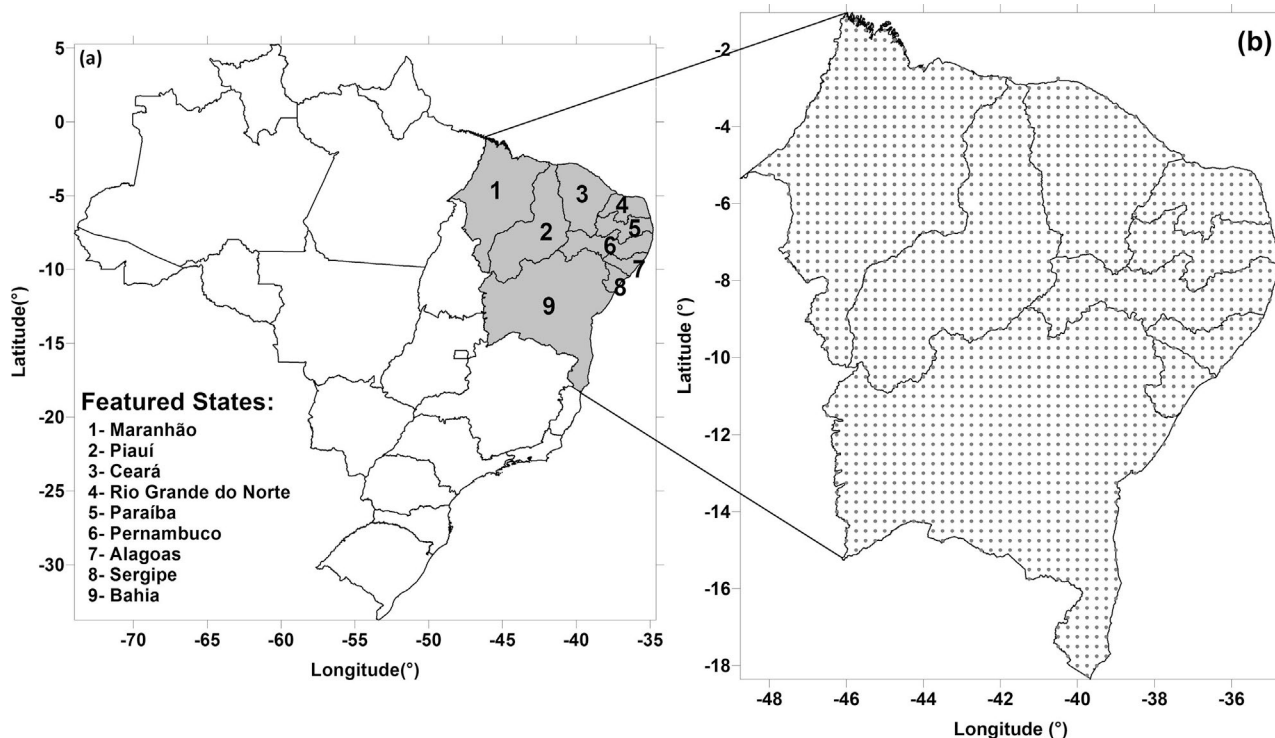 (a)
5
0
-5
-10
-15
-20
-25
-30
Latitude(°)
1
2
3
4
5
6
7
8
9
Featured States:
1- Maranhão
2- Piauí
3- Ceará
4- Rio Grande do Norte
5- Paraíba
6- Pernambuco
7- Alagoas
8- Sergipe
9- Bahia
-70 -65 -60 -55 -50 -45 -40 -35
Longitude(°)
(b)
-2
-4
-6
-8
-10
-12
-14
-16
-18
Latitude (°)
-48 -46 -44 -42 -40 -38 -36
Longitude (°)